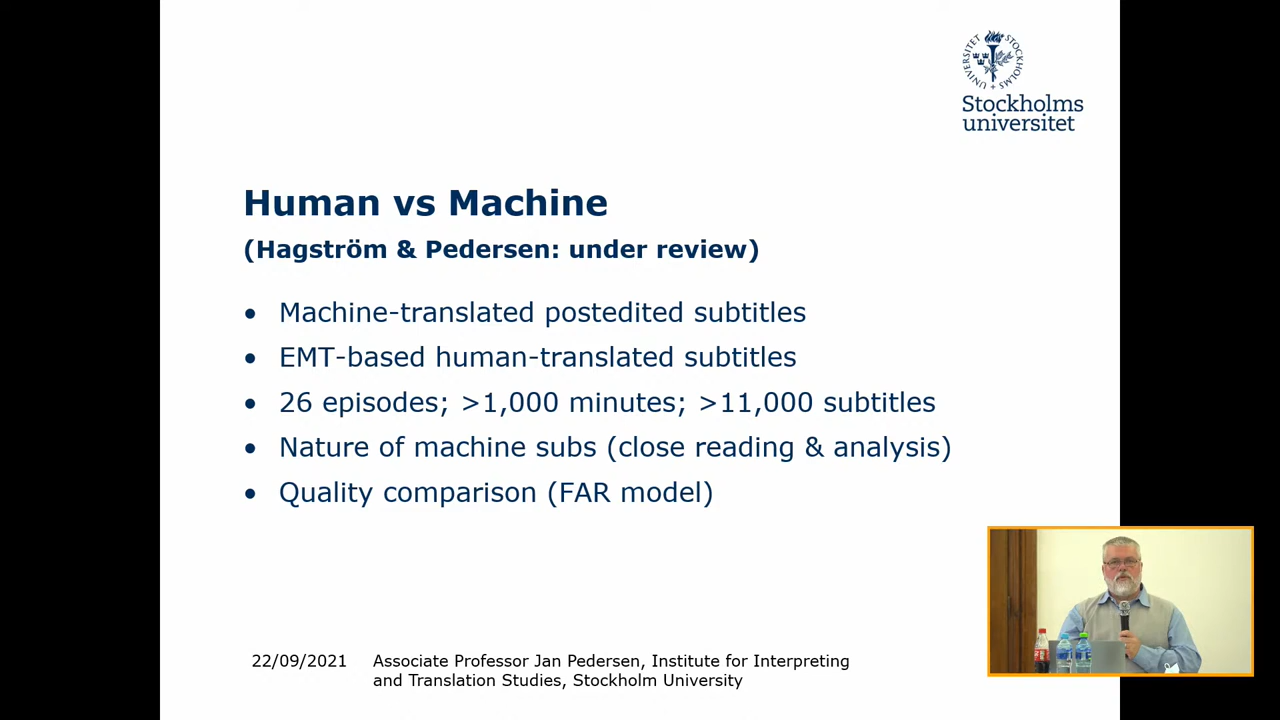 UNIVERSITET STOCKHOLMS
Stockholms
universitet
Human vs Machine
(Hagström & Pedersen: under review)
• Machine-translated postedited subtitles
• EMT-based human-translated subtitles
• 26 episodes; >1,000 minutes; >11,000 subtitles
• Nature of machine subs (close reading & analysis)
• Quality comparison (FAR model)
22/09/2021
Associate Professor Jan Pedersen, Institute for Interpreting
and Translation Studies, Stockholm University